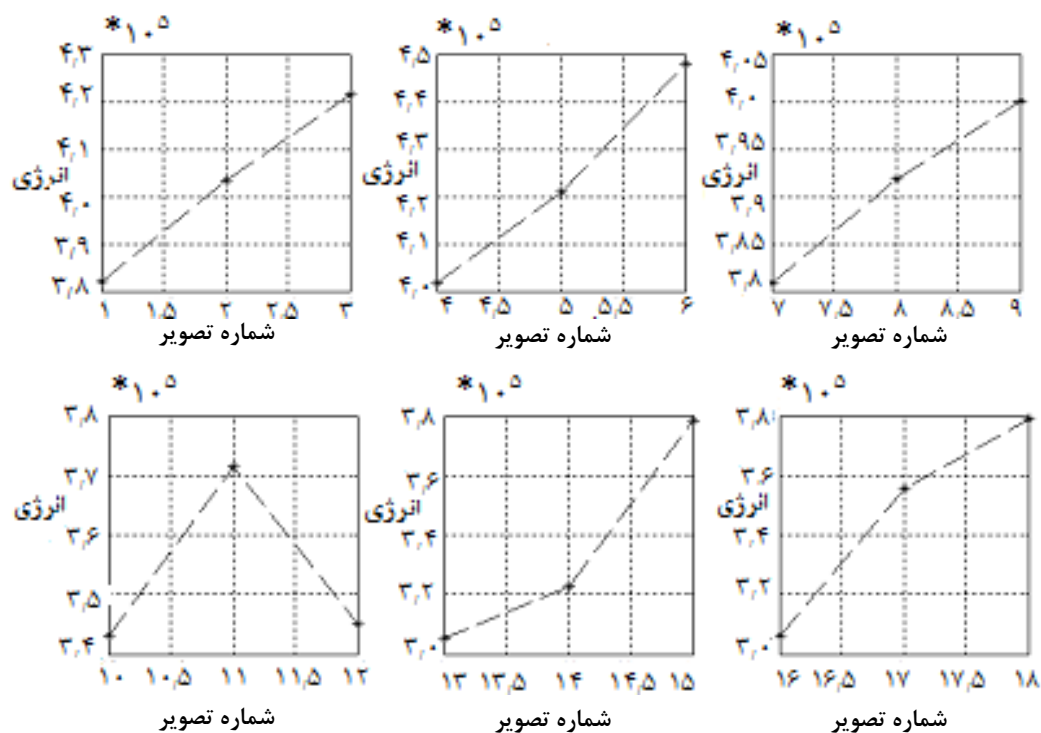 *۱۰^۵
۴٫۳
۴٫۲
۴٫۱
انرژی
۴٫۰
۳٫۹
۳٫۸
۱ ۱٫۵ ۲ ۲٫۵ ۳
شماره تصویر
*۱۰^۵
۴٫۵
۴٫۴
۴٫۳
انرژی
۴٫۲
۴٫۱
۴٫۰
۴ ۴٫۵ ۵ ۵٫۵ ۶
شماره تصویر
*۱۰^۵
۴٫۰۵
۴٫۰
۳٫۹۵
انرژی
۳٫۹
۳٫۸۵
۳٫۸
۷ ۷٫۵ ۸ ۸٫۵ ۹
شماره تصویر
*۱۰^۵
۳٫۸
۳٫۷
انرژی
۳٫۶
۳٫۵
۳٫۴
۱۰ ۱۰٫۵ ۱۱ ۱۱٫۵ ۱۲
شماره تصویر
*۱۰^۵
۳٫۸
۳٫۶
انرژی
۳٫۴
۳٫۲
۳٫۰
۱۳ ۱۳٫۵ ۱۴ ۱۴٫۵ ۱۵
شماره تصویر
*۱۰^۵
۳٫۸
۳٫۶
انرژی
۳٫۴
۳٫۲
۳٫۰
۱۶ ۱۶٫۵ ۱۷ ۱۷٫۵ ۱۸
شماره تصویر